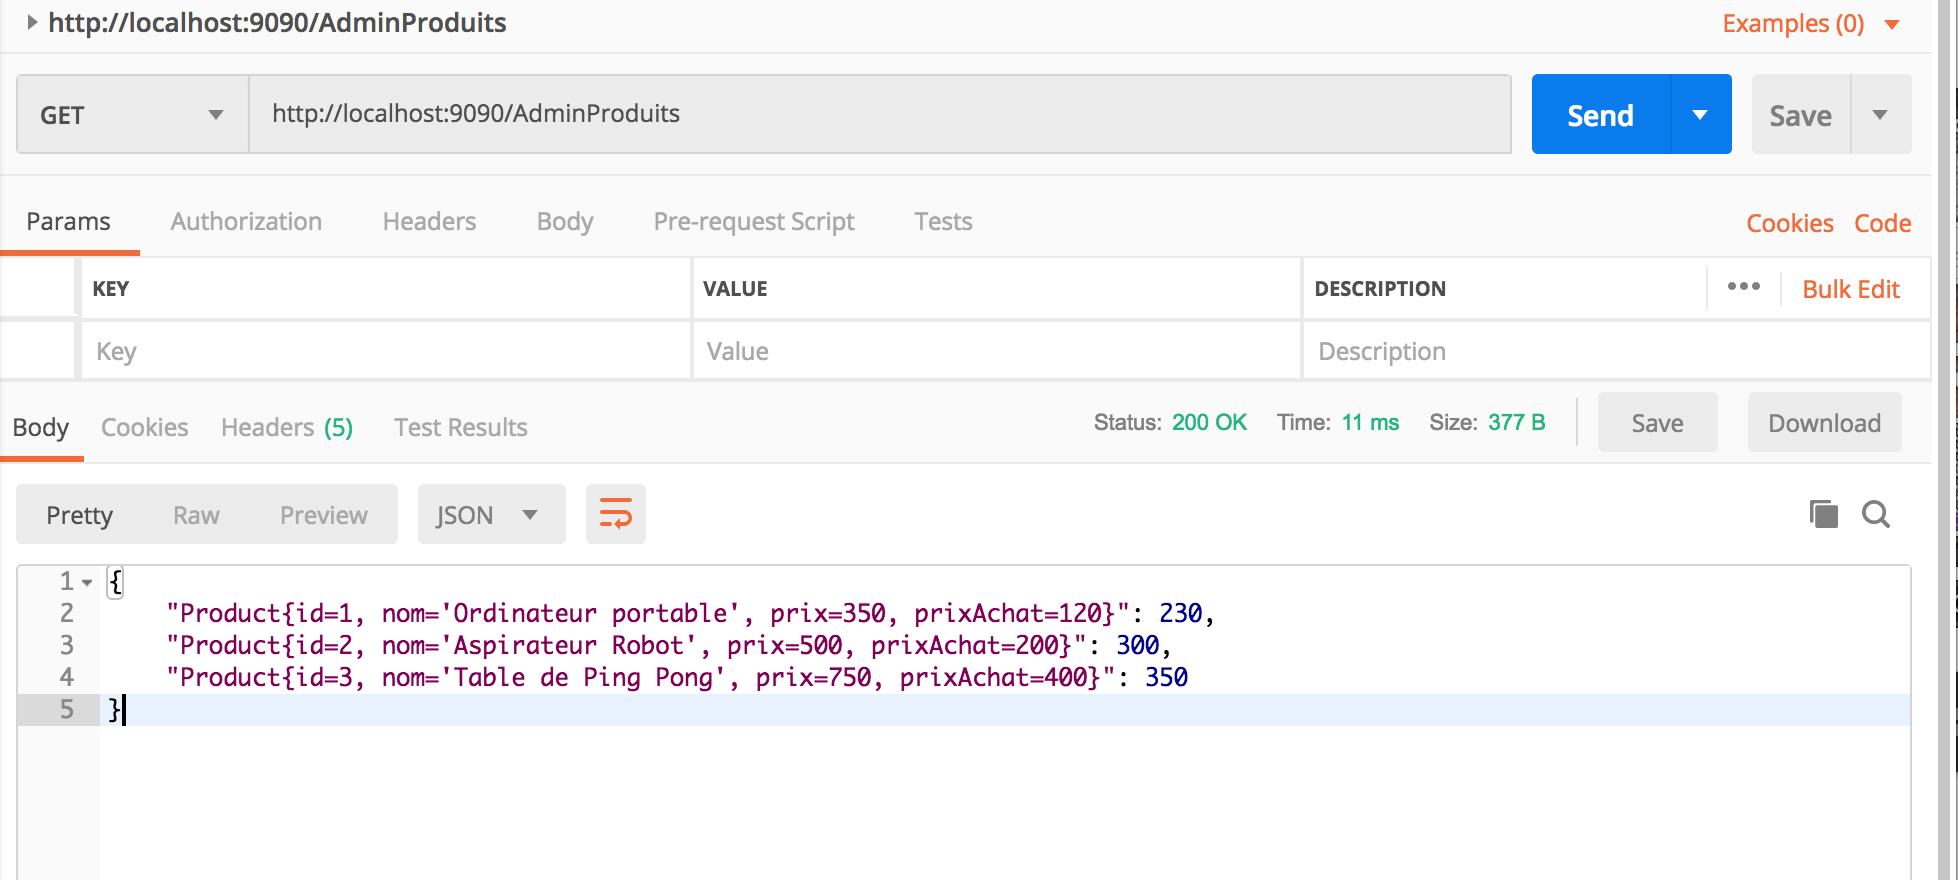 http://localhost:9090/AdminProduits Examples (0)
GET http://localhost:9090/AdminProduits Send Save
Params Authorization Headers Body Pre-request Script Tests Cookies Code
KEY VALUE DESCRIPTION ••• Bulk Edit
Key Value Description
Body Cookies Headers (5) Test Results Status: 200 OK Time: 11 ms Size: 377 B Save Download
Pretty Raw Preview JSON
1 {
2 "Product{id=1, nom='Ordinateur portable', prix=350, prixAchat=120}": 230,
3 "Product{id=2, nom='Aspirateur Robot', prix=500, prixAchat=200}": 300,
4 "Product{id=3, nom='Table de Ping Pong', prix=750, prixAchat=400}": 350
5 }